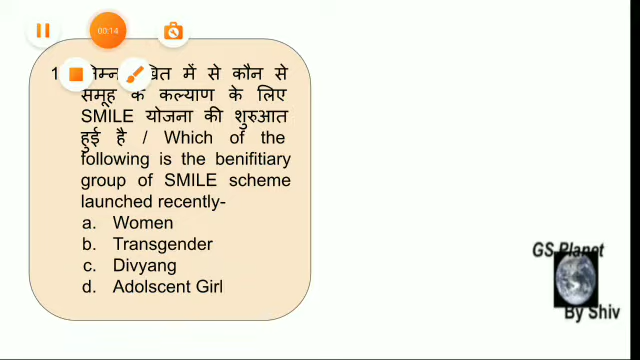 00:14
1 में से कौन से
समूह के कल्याण के लिए
SMILE योजना की शुरुआत
हुई है / Which of the
following is the benifitiary
group of SMILE scheme
launched recently-
a. Women
b. Transgender
c. Divyang
d. Adolscent Girl
GS Planet
By Shiv